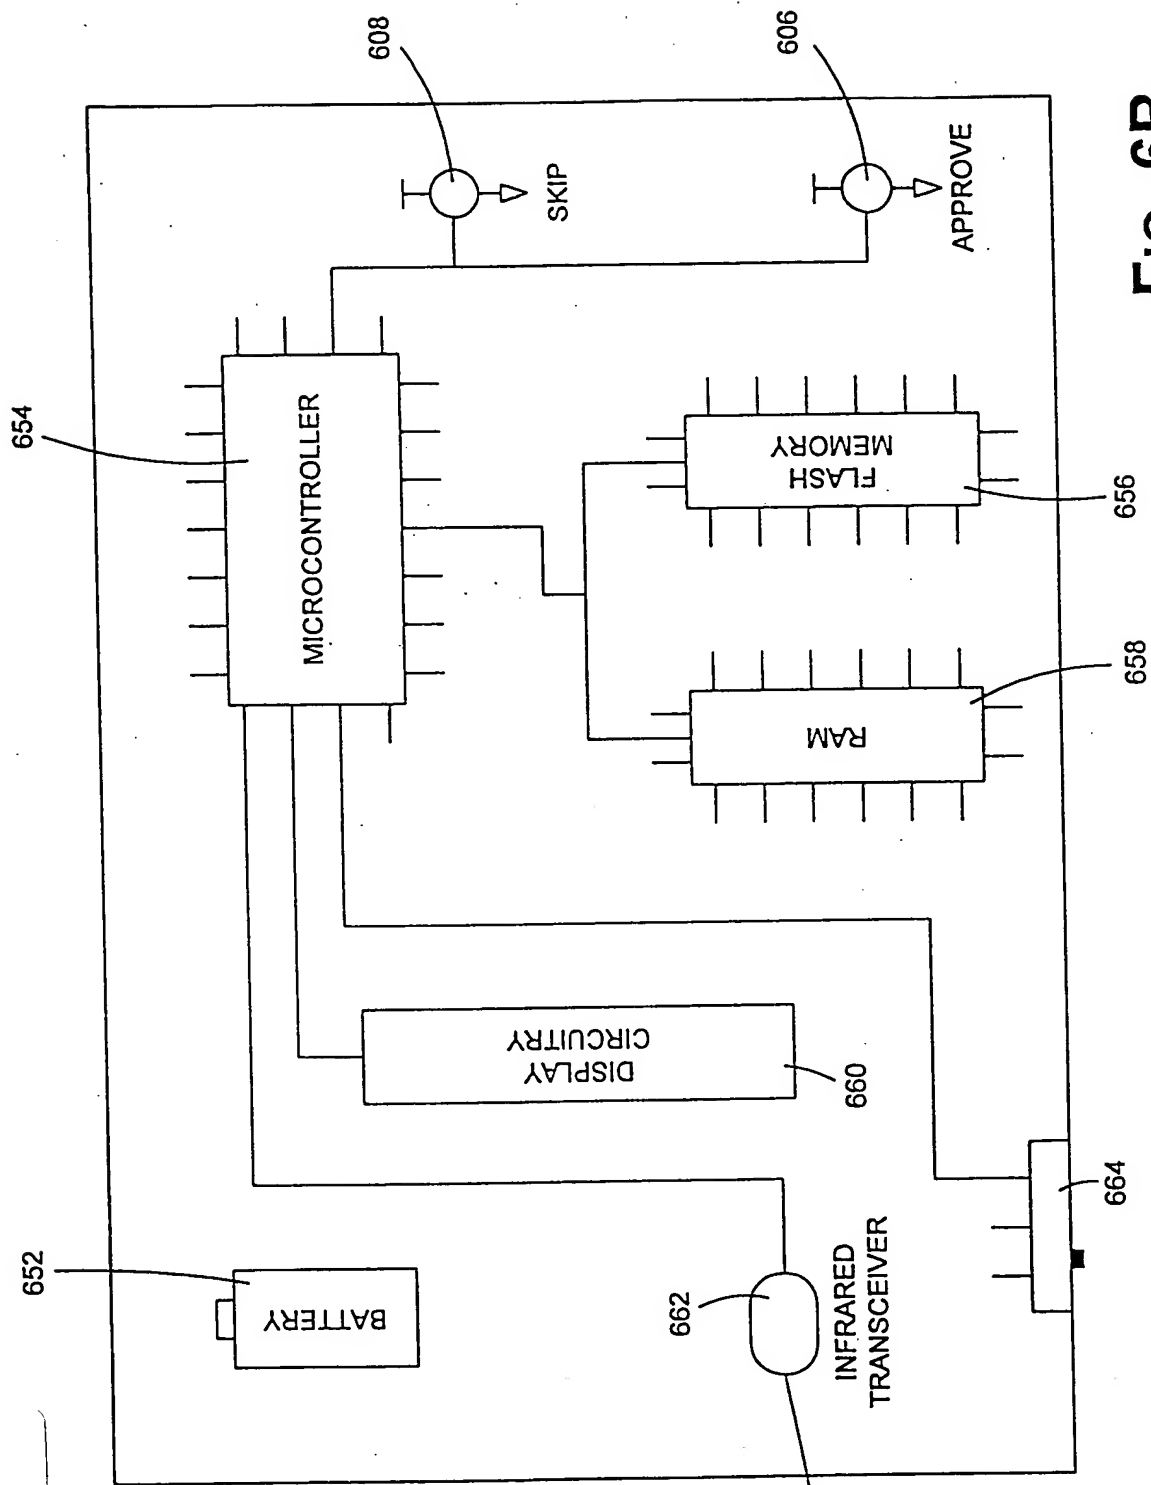 608
606
654
SKIP
APPROVE
MICROCONTROLLER
FLASH
MEMORY
656
RAM
658
DISPLAY
CIRCUITRY
660
652
BATTERY
662
INFRARED
TRANSCEIVER
664